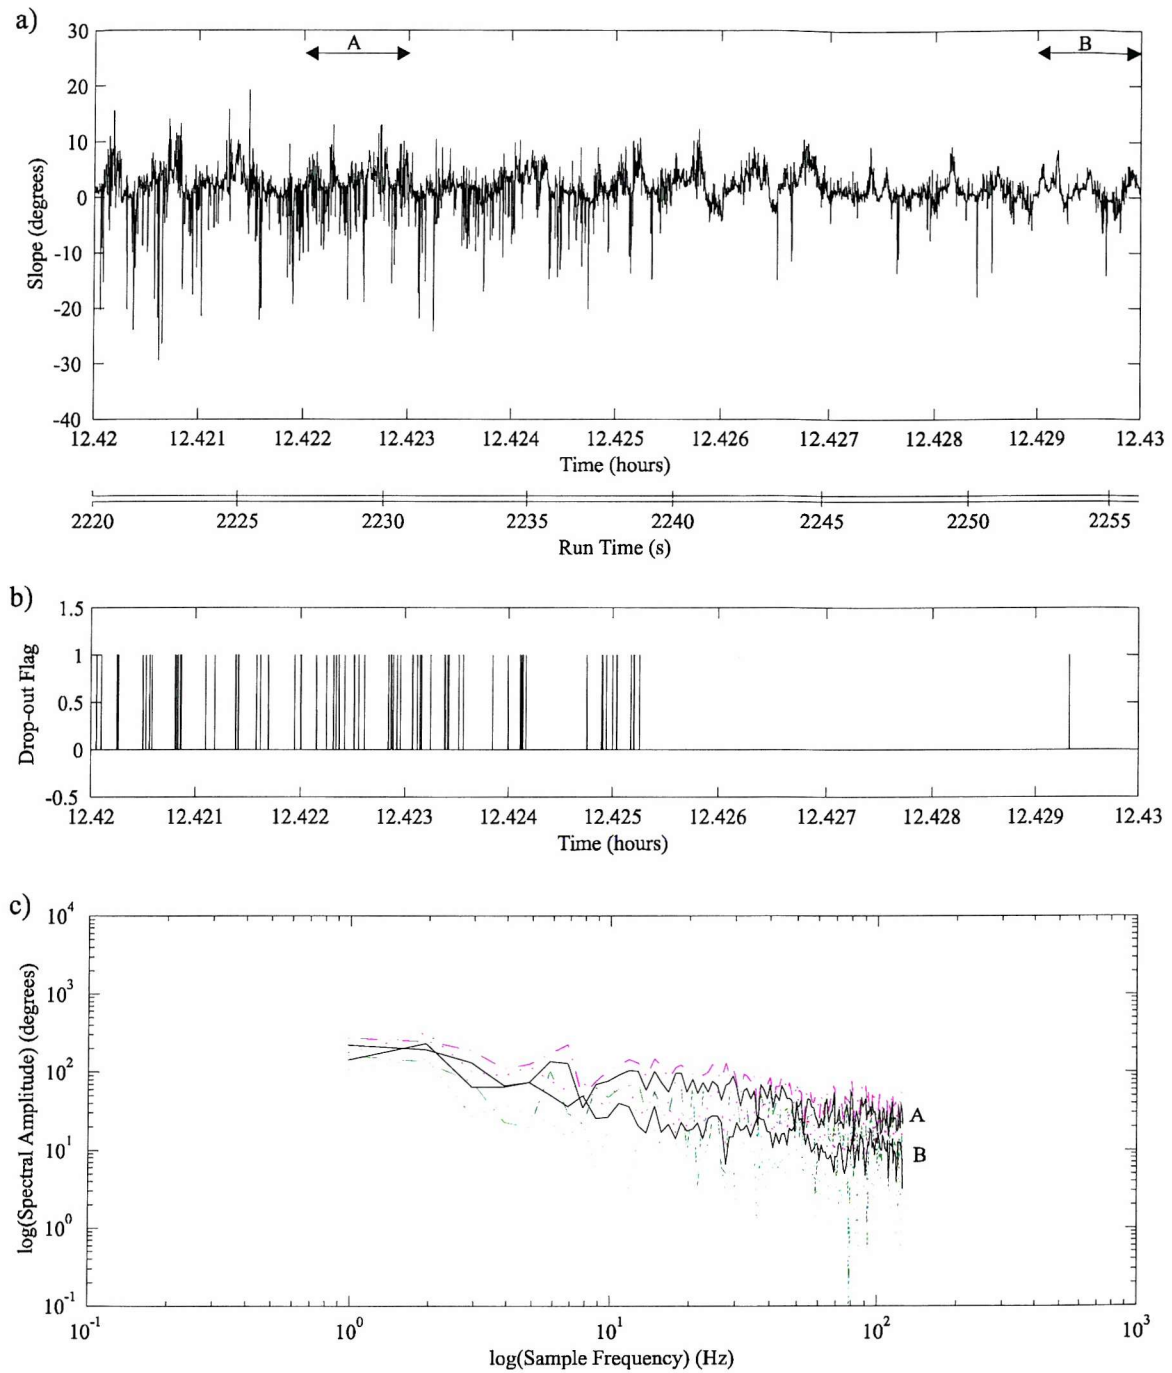 a)
30
20
10
0
-10
-20
-30
-40
Slope (degrees)
A
B
12.42 12.421 12.422 12.423 12.424 12.425 12.426 12.427 12.428 12.429 12.43
Time (hours)
2220 2225 2230 2235 2240 2245 2250 2255
Run Time (s)
b)
1.5
1
0.5
0
-0.5
Drop-out Flag
12.42 12.421 12.422 12.423 12.424 12.425 12.426 12.427 12.428 12.429 12.43
Time (hours)
c)
10^4
10^3
10^2
10^1
10^0
10^-1
log(Spectral Amplitude) (degrees)
A
B
10^-1 10^0 10^1 10^2 10^3
log(Sample Frequency) (Hz)